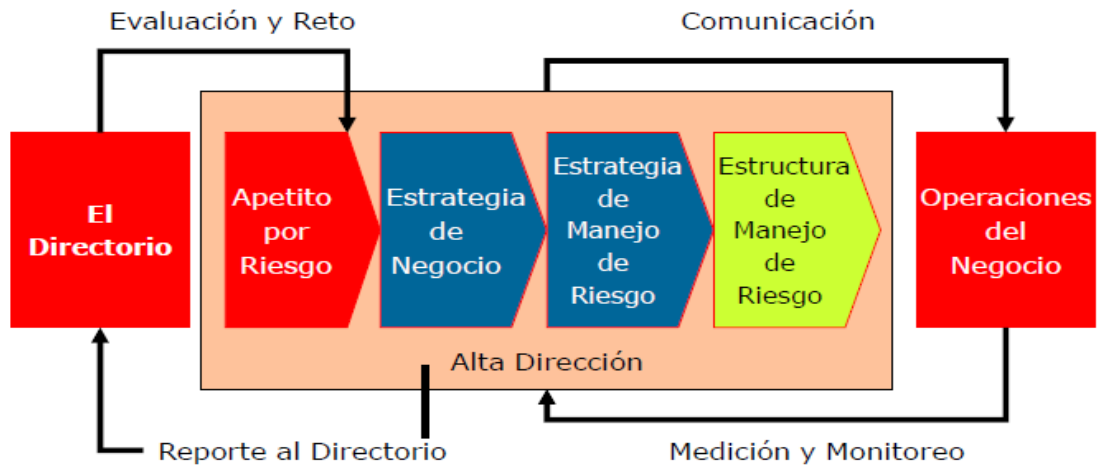 Evaluación y Reto
Comunicación
El
Directorio
Apetito
por
Riesgo
Estrategia
de
Negocio
Estrategia
de
Manejo
de
Riesgo
Estructura
de
Manejo
de
Riesgo
Operaciones
del
Negocio
Alta Dirección
Reporte al Directorio
Medición y Monitoreo